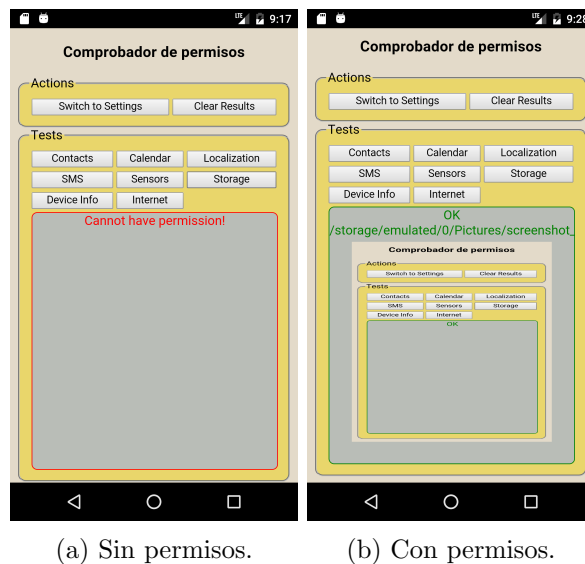 LTE 9:17
Comprobador de permisos
Actions
Switch to Settings Clear Results
Tests
Contacts Calendar Localization
SMS Sensors Storage
Device Info Internet
Cannot have permission!
(a) Sin permisos.
LTE 9:28
Comprobador de permisos
Actions
Switch to Settings Clear Results
Tests
Contacts Calendar Localization
SMS Sensors Storage
Device Info Internet
OK
/storage/emulated/0/Pictures/screenshot_
Comprobador de permisos
Actions
Switch to Settings Clear Results
Tests
Contacts Calendar Localization
SMS Sensors Storage
Device Info Internet
OK
(b) Con permisos.